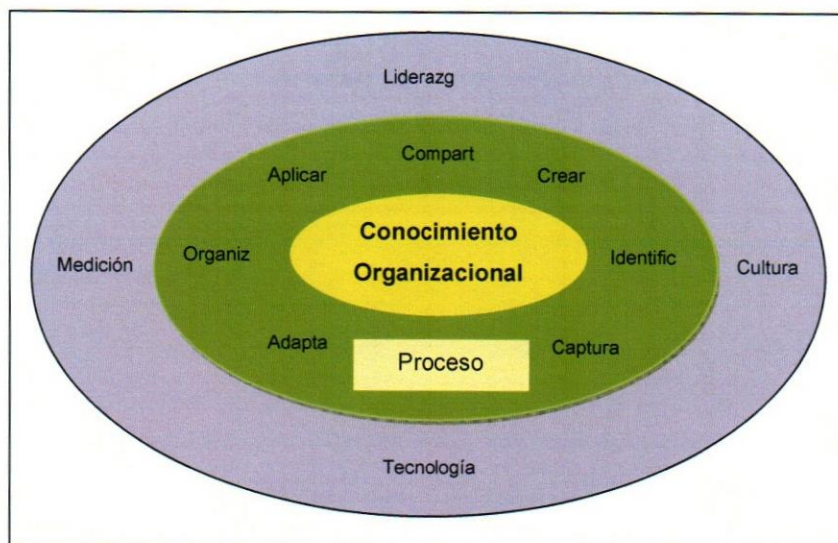 Liderazg
Compart
Aplicar
Crear
Conocimiento
Organizacional
Organiz
Identific
Medición
Cultura
Adapta
Captura
Proceso
Tecnología